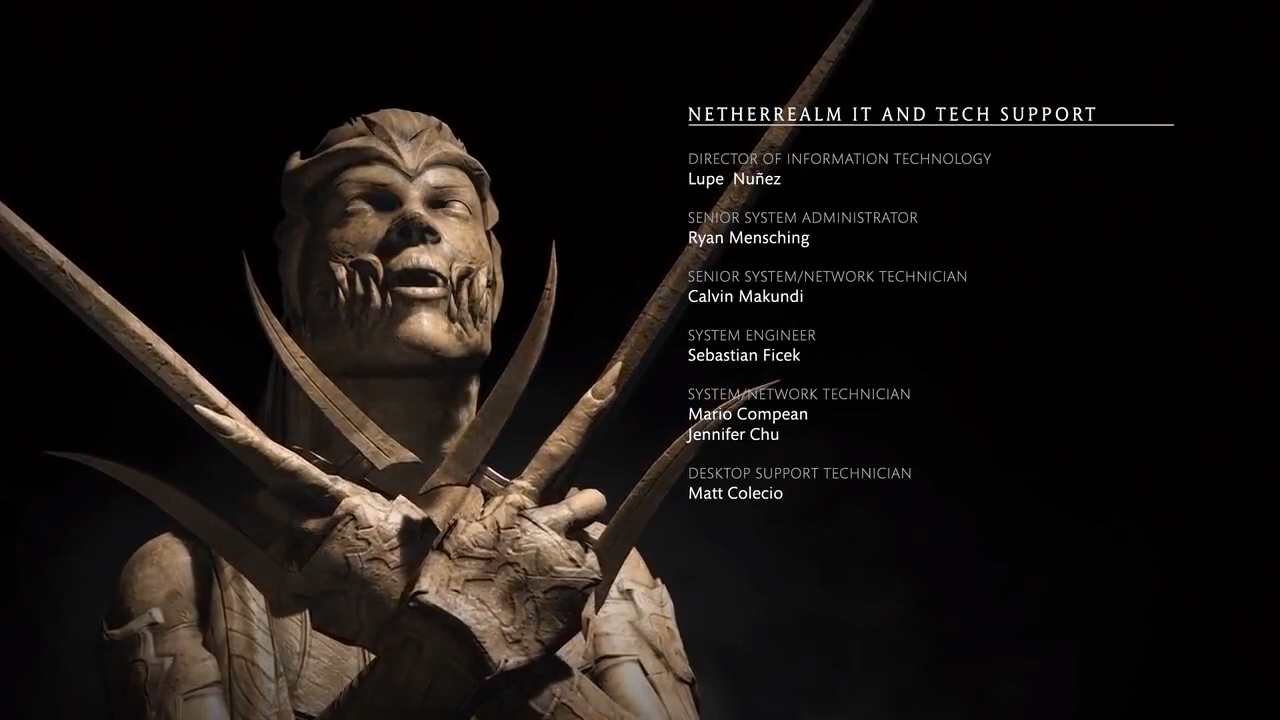 NETHERREALM IT AND TECH SUPPORT
DIRECTOR OF INFORMATION TECHNOLOGY
Lupe Nuñez
SENIOR SYSTEM ADMINISTRATOR
Ryan Mensching
SENIOR SYSTEM/NETWORK TECHNICIAN
Calvin Makundi
SYSTEM ENGINEER
Sebastian Ficek
SYSTEM/NETWORK TECHNICIAN
Mario Compean
Jennifer Chu
DESKTOP SUPPORT TECHNICIAN
Matt Colecio